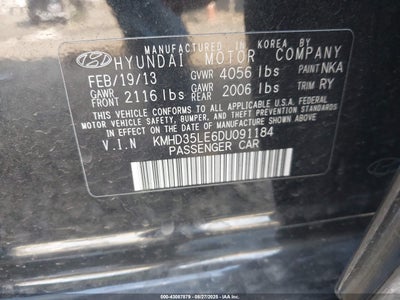 MANUFACTURED IN KOREA BY
HYUNDAI MOTOR COMPANY
FEB/19/13 GVWR 4056 lbs PAINT NKA
GAWR FRONT 2116 lbs GAWR REAR 2006 lbs TRIM RY
THIS VEHICLE CONFORMS TO ALL APPLICABLE U.S.A. FEDERAL
MOTOR VEHICLE SAFETY, BUMPER, AND THEFT PREVENTION
STANDARDS IN EFFECT ON THE DATE OF MANUFACTURE SHOWN ABOVE
V.I.N KMHD35LE6DU091184
PASSENGER CAR
600-43087879 - 08/27/2025 - IAA, Inc.